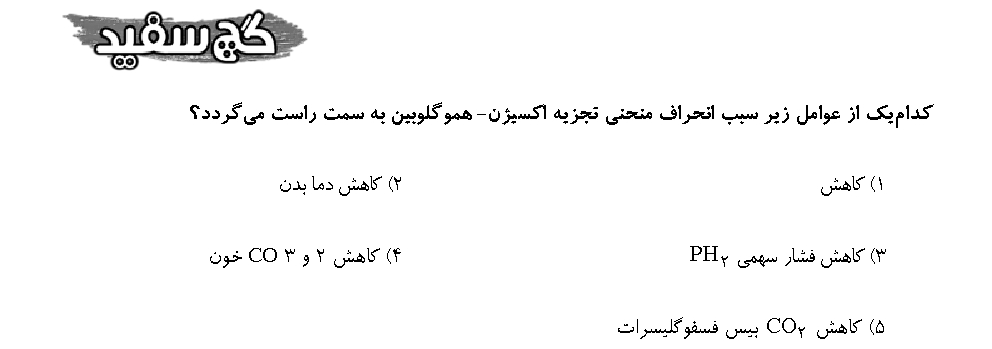 گچ سفید
کدام‌یک از عوامل زیر سبب انحراف منحنی تجزیه اکسیژن- هموگلوبین به سمت راست می‌گردد؟
۱) کاهش ۲) کاهش دما بدن
۳) کاهش فشار سهمی PH۲ ۴) کاهش ۲ و ۳ CO خون
۵) کاهش CO۲ بیس فسفوگلیسرات